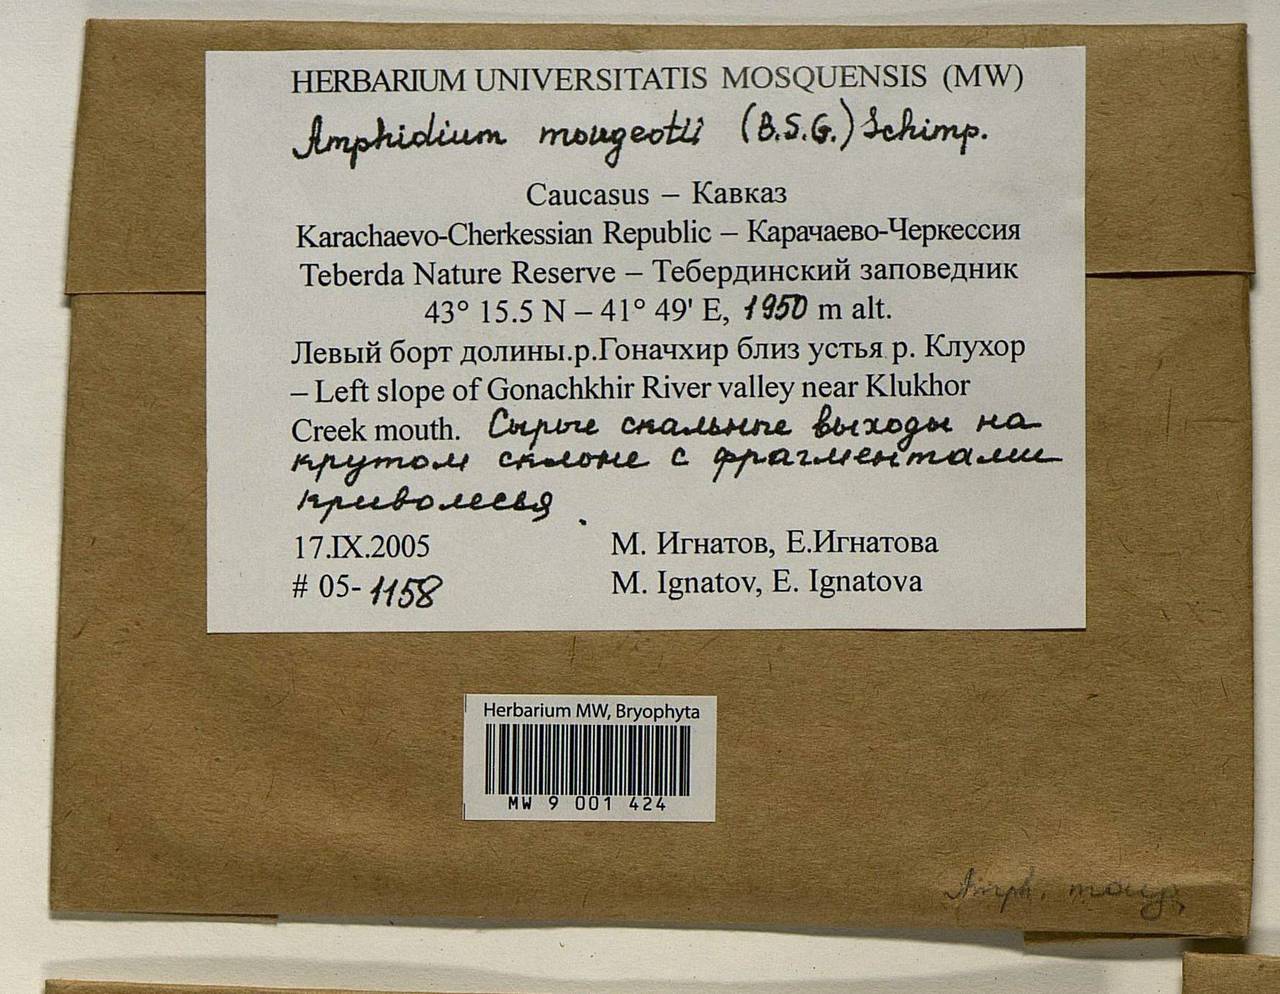 HERBARIUM UNIVERSITATIS MOSQUENSIS (MW)
Amphidium mougeotii (B.S.G.) Schimp.
Caucasus – Кавказ
Karachaevo-Cherkessian Republic – Карачаево-Черкессия
Teberda Nature Reserve – Тебердинский заповедник
43° 15.5 N – 41° 49' E, 1950 m alt.
Левый борт долины.р.Гоначхир близ устья р. Клухор
– Left slope of Gonachkhir River valley near Klukhor
Creek mouth. Сырые скальные выходы на
крутом склоне с фрагментами
криволесья.
17.IX.2005 М. Игнатов, Е.Игнатова
# 05-1158 M. Ignatov, E. Ignatova
Herbarium MW, Bryophyta
MW 9 001 424
Amph. moug.